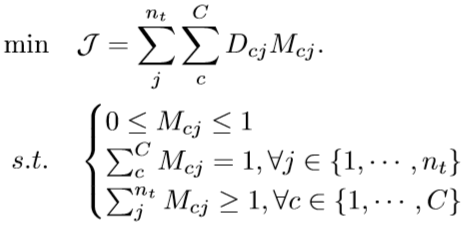 min 𝒥 = ∑_j^{n_t} ∑_c^C D_{cj} M_{cj}.
s.t. { 0 ≤ M_{cj} ≤ 1
∑_c^C M_{cj} = 1, ∀j ∈ {1, ⋯ , n_t}
∑_j^{n_t} M_{cj} ≥ 1, ∀c ∈ {1, ⋯ , C}